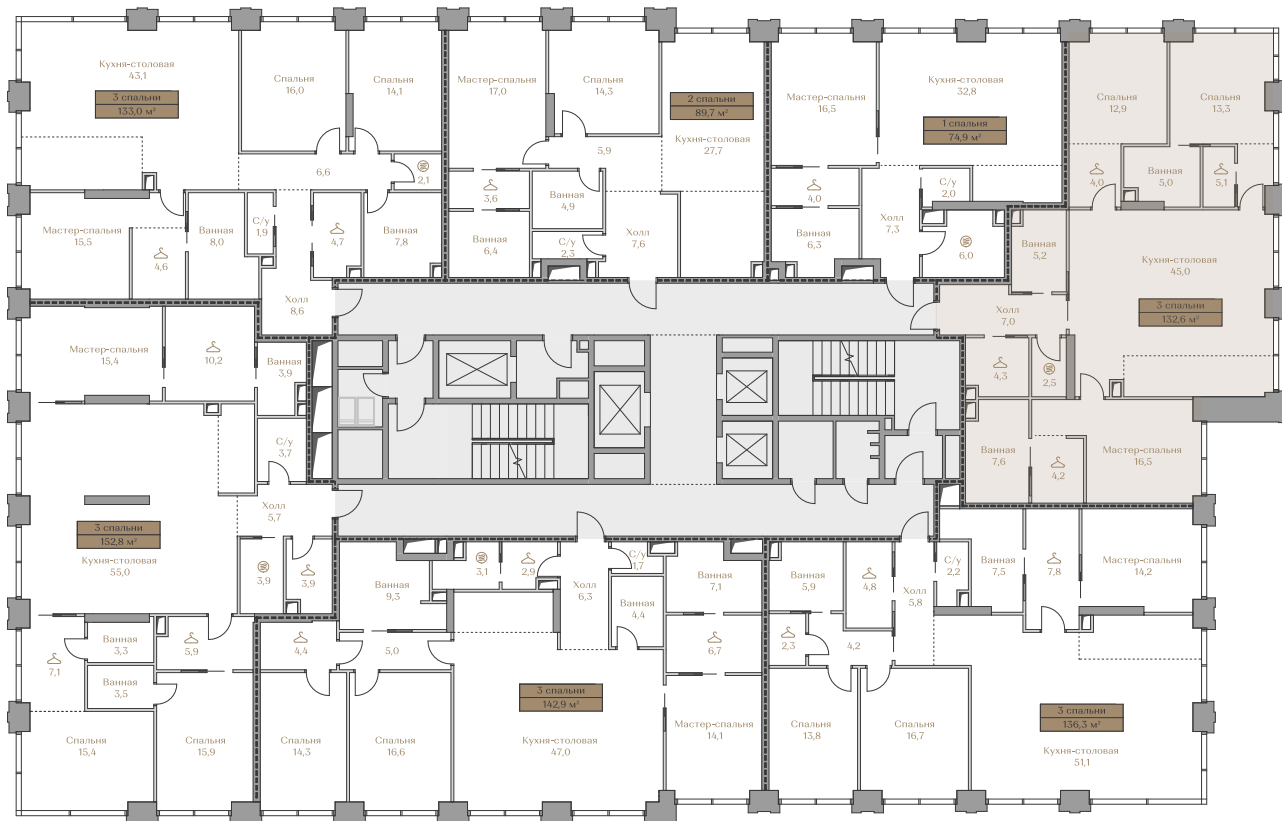 Кухня-столовая
43,1
3 спальни
133,0 м²
Спальня
16,0
Спальня
14,1
6,6
2,1
Мастер-спальня
15,5
4,6
Ванная
8,0
С/у
1,9
4,7
Ванная
7,8
Холл
8,6
Мастер-спальня
17,0
Спальня
14,3
2 спальни
89,7 м²
Кухня-столовая
27,7
5,9
3,6
Ванная
4,9
Ванная
6,4
С/у
2,3
Холл
7,6
Мастер-спальня
16,5
Кухня-столовая
32,8
1 спальня
74,9 м²
4,0
С/у
2,0
Ванная
6,3
Холл
7,3
6,0
Спальня
12,9
Спальня
13,3
4,0
Ванная
5,0
5,1
Ванная
5,2
Кухня-столовая
45,0
3 спальни
132,6 м²
Холл
7,0
4,3
2,5
Ванная
7,6
4,2
Мастер-спальня
16,5
Мастер-спальня
15,4
10,2
Ванная
3,9
С/у
3,7
Холл
5,7
3 спальни
152,8 м²
Кухня-столовая
55,0
3,9
3,9
Ванная
3,3
5,9
7,1
Ванная
3,5
Спальня
15,4
Спальня
15,9
Ванная
9,3
3,1
2,9
С/у
1,7
Холл
6,3
Ванная
4,4
Ванная
7,1
4,4
5,0
6,7
3 спальни
142,9 м²
Кухня-столовая
47,0
Спальня
14,3
Спальня
16,6
Мастер-спальня
14,1
Ванная
5,9
4,8
Холл
5,8
С/у
2,2
Ванная
7,5
7,8
Мастер-спальня
14,2
2,3
4,2
Спальня
13,8
Спальня
16,7
3 спальни
136,3 м²
Кухня-столовая
51,1